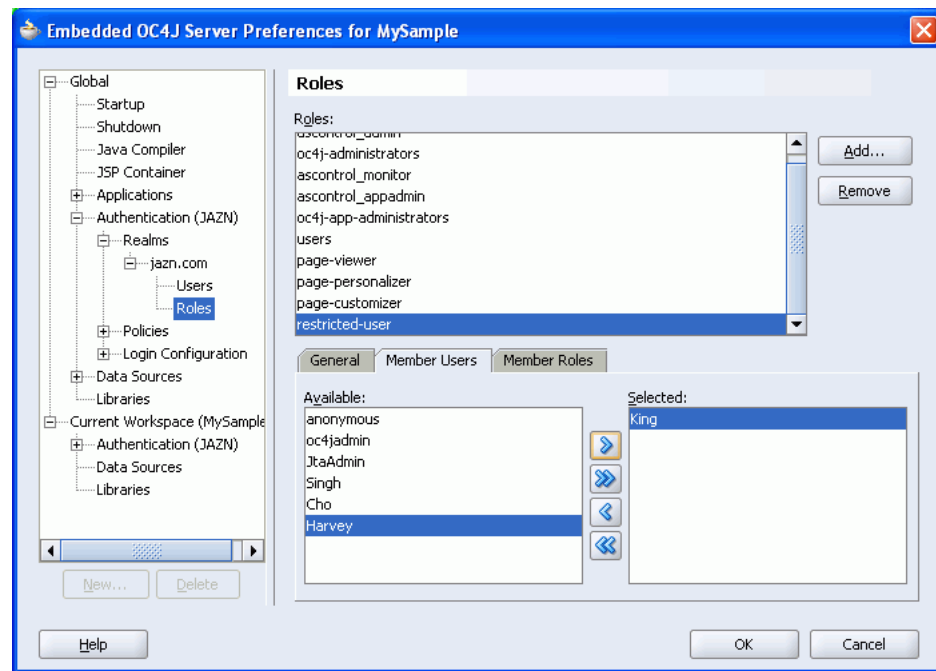 Embedded OC4J Server Preferences for MySample
Global
Startup
Shutdown
Java Compiler
JSP Container
Applications
Authentication (JAZN)
Realms
jazn.com
Users
Roles
Policies
Login Configuration
Data Sources
Libraries
Current Workspace (MySample
Authentication (JAZN)
Data Sources
Libraries
New...
Delete
Roles
Roles:
ascontrol_admin
oc4j-administrators
ascontrol_monitor
ascontrol_appadmin
oc4j-app-administrators
users
page-viewer
page-personalizer
page-customizer
restricted-user
Add...
Remove
General
Member Users
Member Roles
Available:
anonymous
oc4jadmin
JtaAdmin
Singh
Cho
Harvey
Selected:
King
Help
OK
Cancel